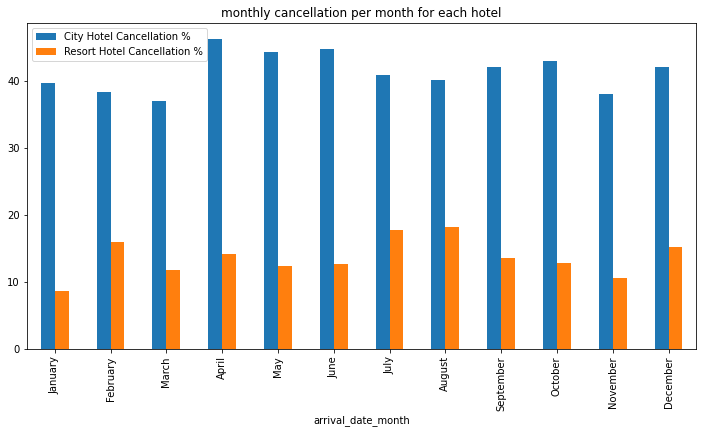 monthly cancellation per month for each hotel
City Hotel Cancellation %
Resort Hotel Cancellation %
40
30
20
10
0
January
February
March
April
May
June
July
August
September
October
November
December
arrival_date_month